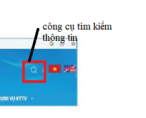 công cụ tìm kiếm
thông tin